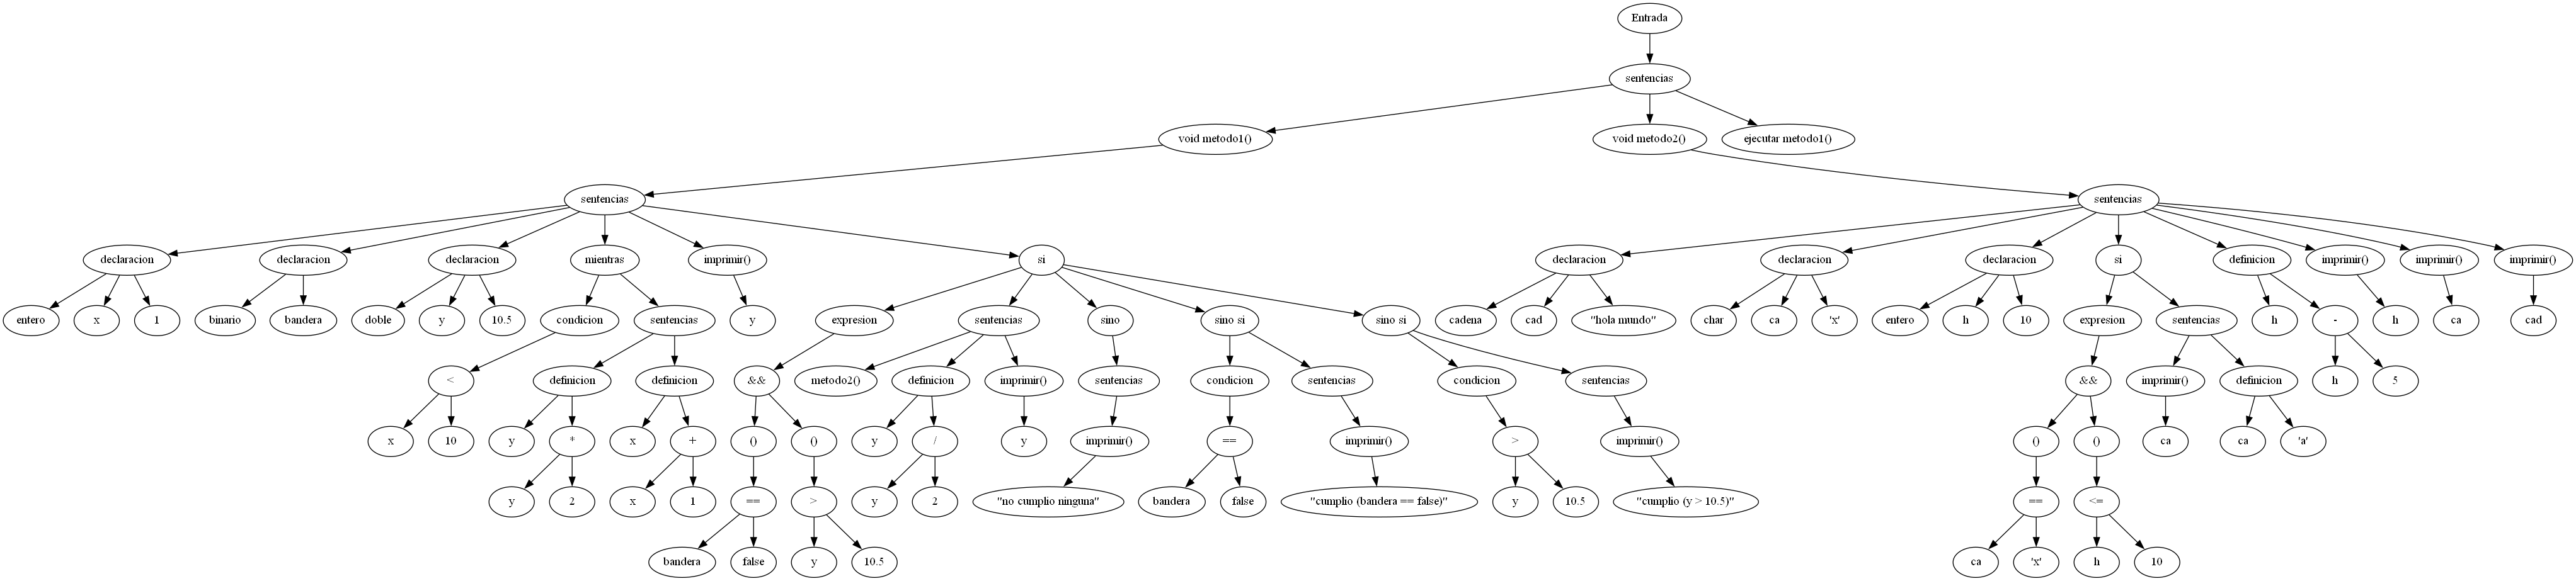 Entrada
sentencias
void metodo1() void metodo2() ejecutar metodo1()
sentencias sentencias
declaracion declaracion declaracion mientras imprimir() si declaracion declaracion declaracion si definicion imprimir() imprimir() imprimir()
entero x 1 binario bandera doble y 10.5 condicion sentencias y expresion sentencias sino sino si sino si cadena cad "hola mundo" char ca 'x' entero h 10 expresion sentencias h - h ca cad
< definicion definicion && metodo2() definicion imprimir() sentencias condicion sentencias condicion sentencias && imprimir() definicion h 5
x 10 y * x + () () y / y imprimir() == imprimir() > imprimir() () () ca ca 'a'
y 2 x 1 == > y 2 "no cumplio ninguna" bandera false "cumplio (bandera == false)" y 10.5 "cumplio (y > 10.5)" == <=
bandera false y 10.5 ca 'x' h 10